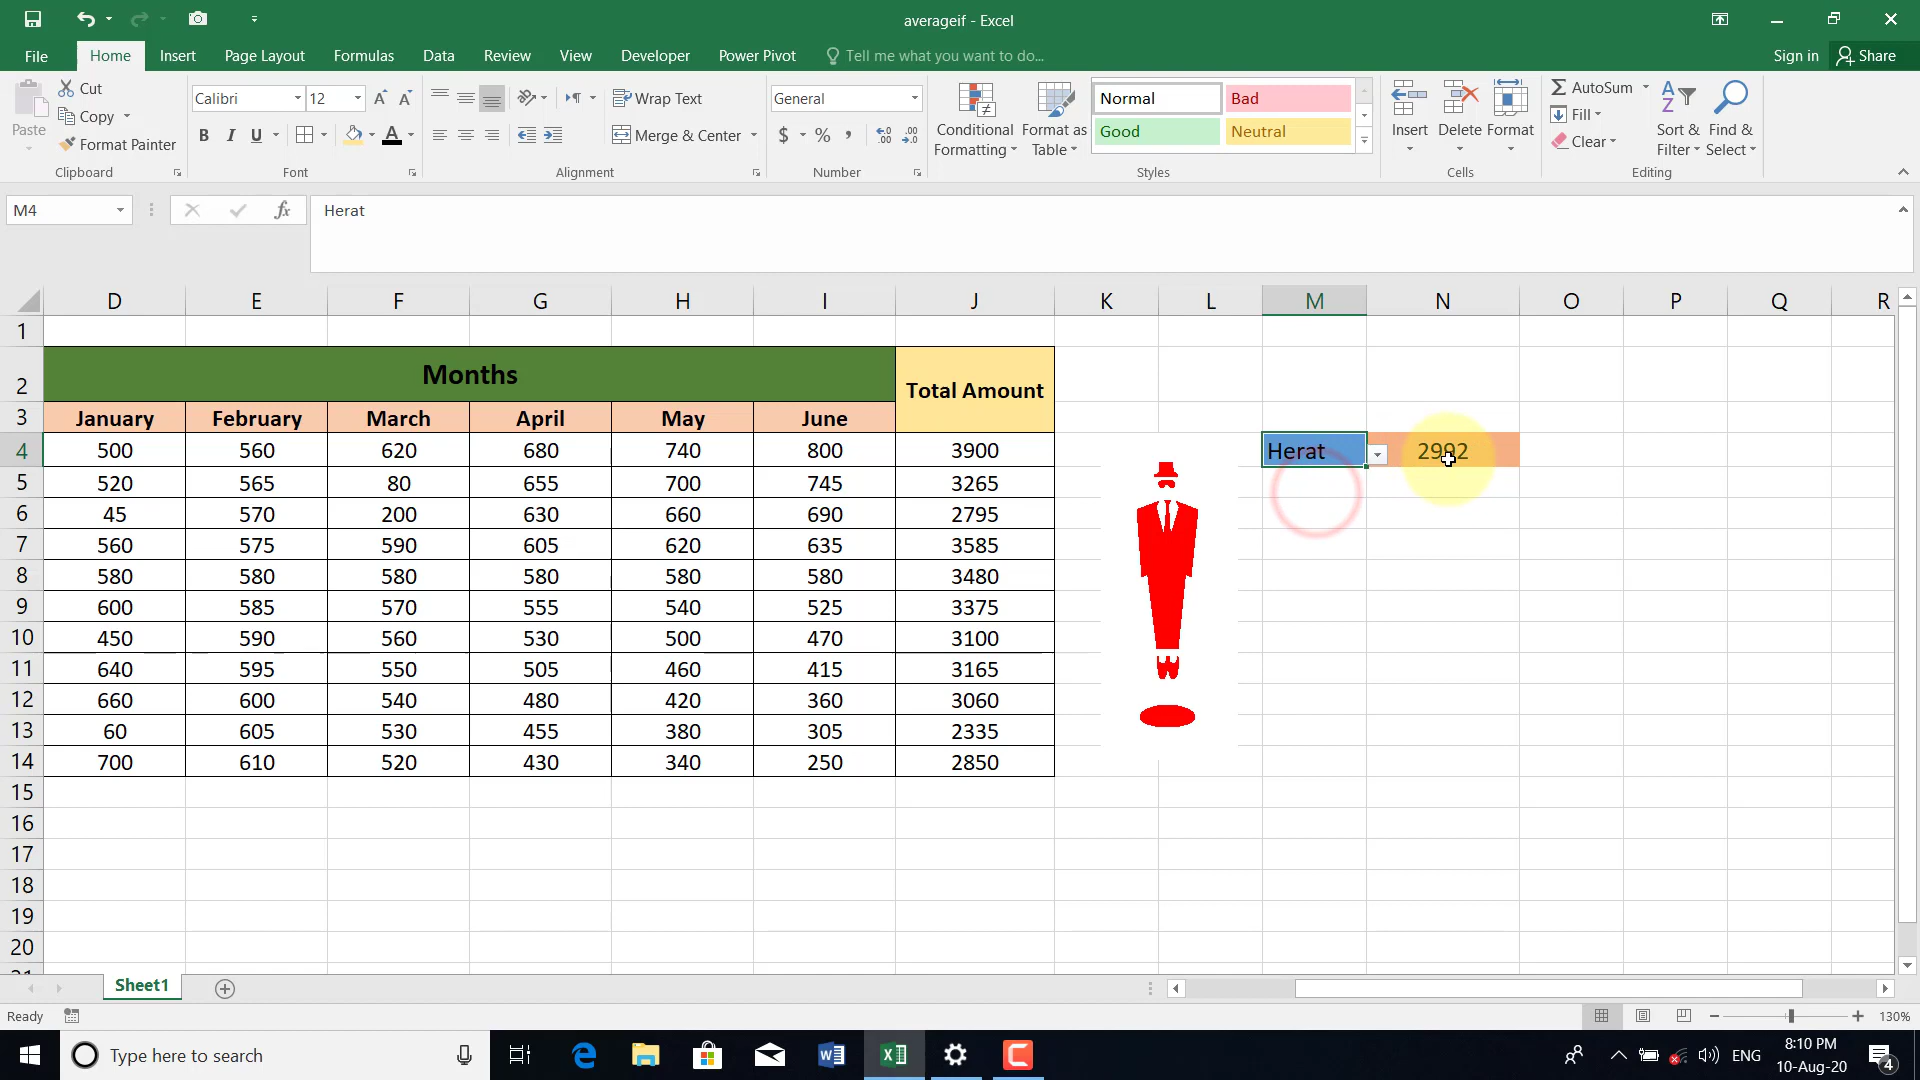 averageif - Excel
File Home Insert Page Layout Formulas Data Review View Developer Power Pivot Tell me what you want to do... Sign in Share
Paste Cut Copy Format Painter Clipboard
Calibri 12 B I U A Font
Wrap Text Merge & Center Alignment
General $ % , Number
Conditional Formatting Format as Table Normal Bad Good Neutral Styles
Insert Delete Format Cells
AutoSum Fill Clear Sort & Filter Find & Select Editing
M4 fx Herat
D E F G H I J K L M N O P Q R
1
2 Months Total Amount
3 January February March April May June
4 500 560 620 680 740 800 3900 Herat 2992
5 520 565 80 655 700 745 3265
6 45 570 200 630 660 690 2795
7 560 575 590 605 620 635 3585
8 580 580 580 580 580 580 3480
9 600 585 570 555 540 525 3375
10 450 590 560 530 500 470 3100
11 640 595 550 505 460 415 3165
12 660 600 540 480 420 360 3060
13 60 605 530 455 380 305 2335
14 700 610 520 430 340 250 2850
15
16
17
18
19
20
Sheet1
Ready 130%
Type here to search ENG 8:10 PM
10-Aug-20 4